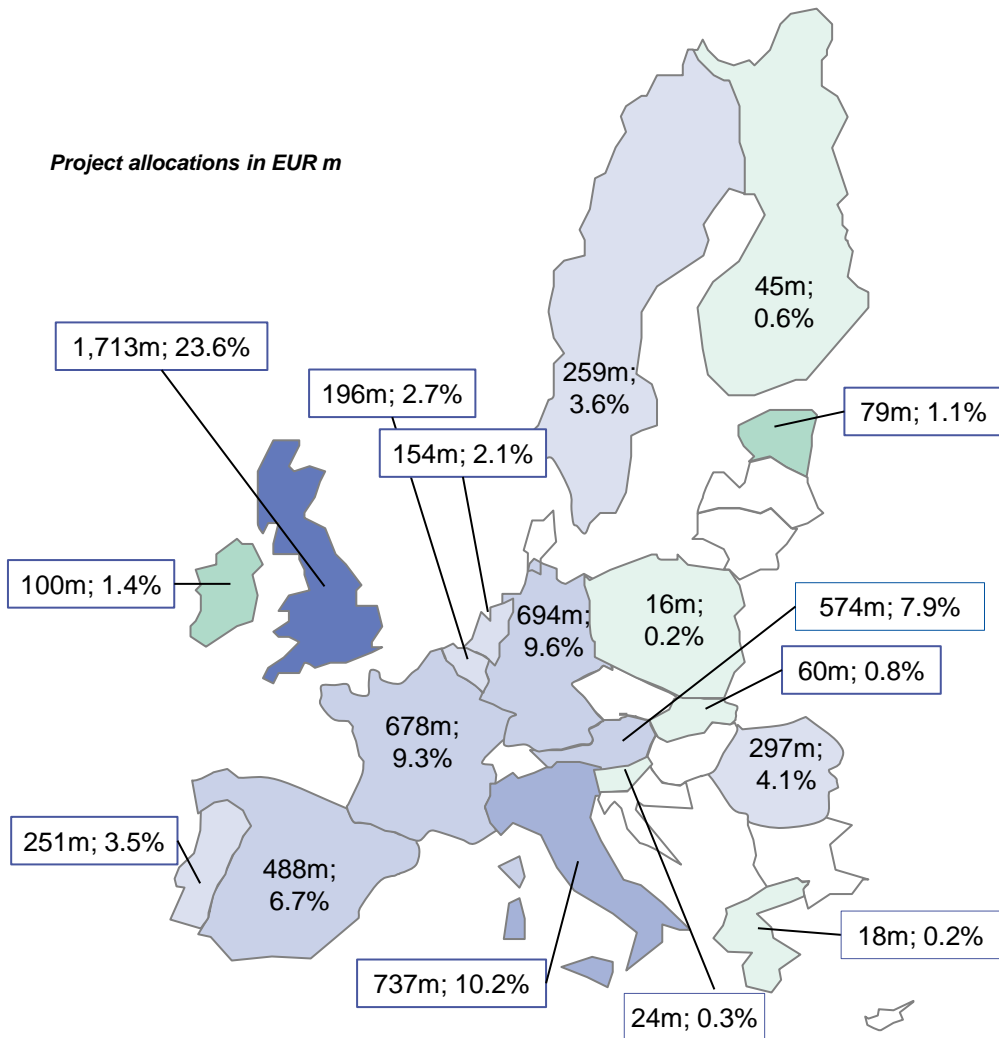 Project allocations in EUR m
45m;
0.6%
1,713m; 23.6%
259m;
3.6%
196m; 2.7%
79m; 1.1%
154m; 2.1%
100m; 1.4%
694m;
9.6%
16m;
0.2%
574m; 7.9%
60m; 0.8%
678m;
9.3%
297m;
4.1%
251m; 3.5%
488m;
6.7%
18m; 0.2%
737m; 10.2%
24m; 0.3%